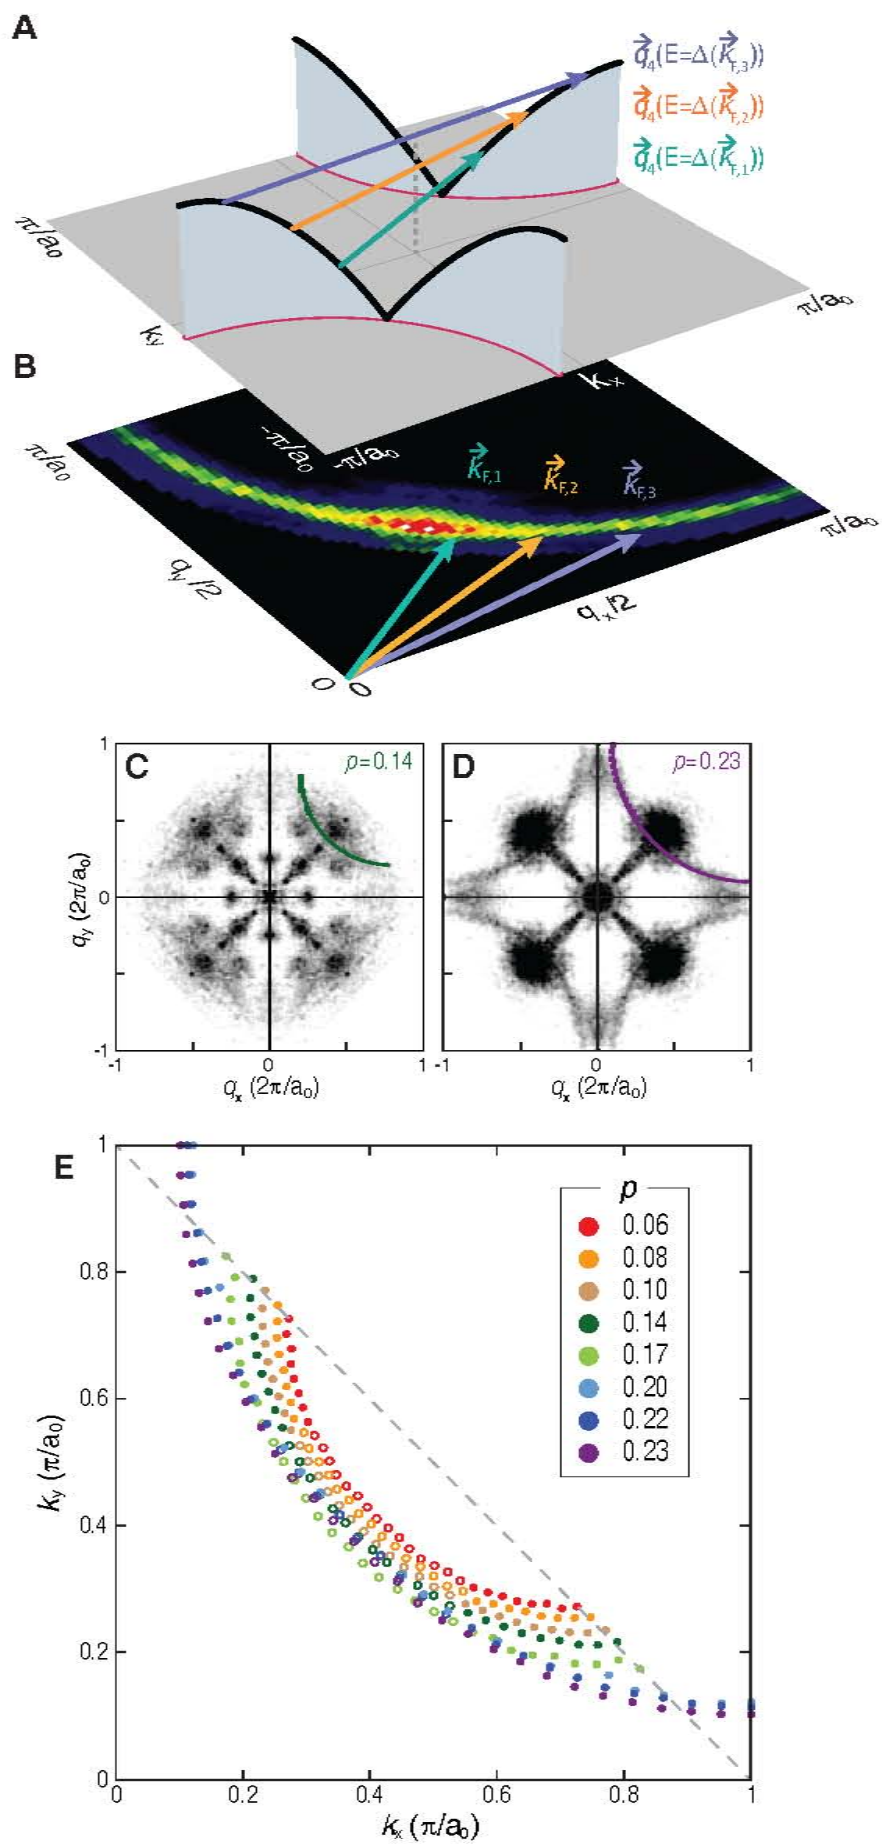 A
q⃗₄(E=Δ(k⃗F,3))
q⃗₄(E=Δ(k⃗F,2))
q⃗₄(E=Δ(k⃗F,1))
π/a₀
π/a₀
ky
kx
-π/a₀
-π/a₀
B
π/a₀
k⃗F,1
k⃗F,2
k⃗F,3
π/a₀
qy/2
qx/2
0
0
C
p=0.14
D
p=0.23
1
0
-1
qy (2π/a₀)
-1
0
1
-1
0
1
qx (2π/a₀)
qx (2π/a₀)
E
1
0.8
0.6
0.4
0.2
0
ky (π/a₀)
p
0.06
0.08
0.10
0.14
0.17
0.20
0.22
0.23
0
0.2
0.4
0.6
0.8
1
kx (π/a₀)